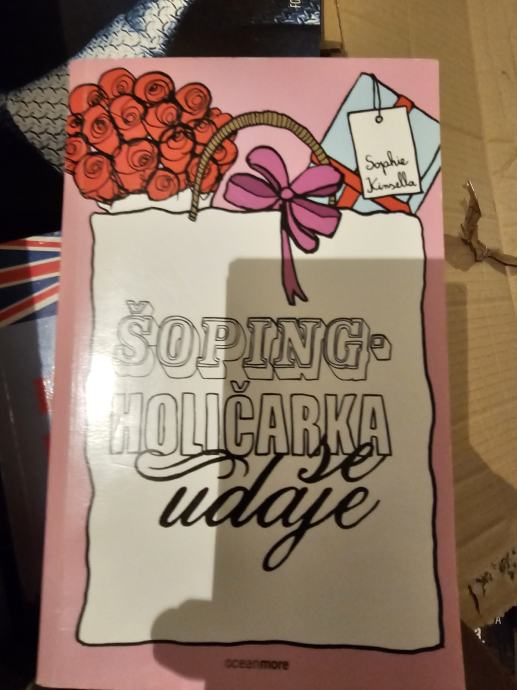 Sophie
Kinsella
ŠOPING-
HOLIČARKA
se
udaje
oceanmore